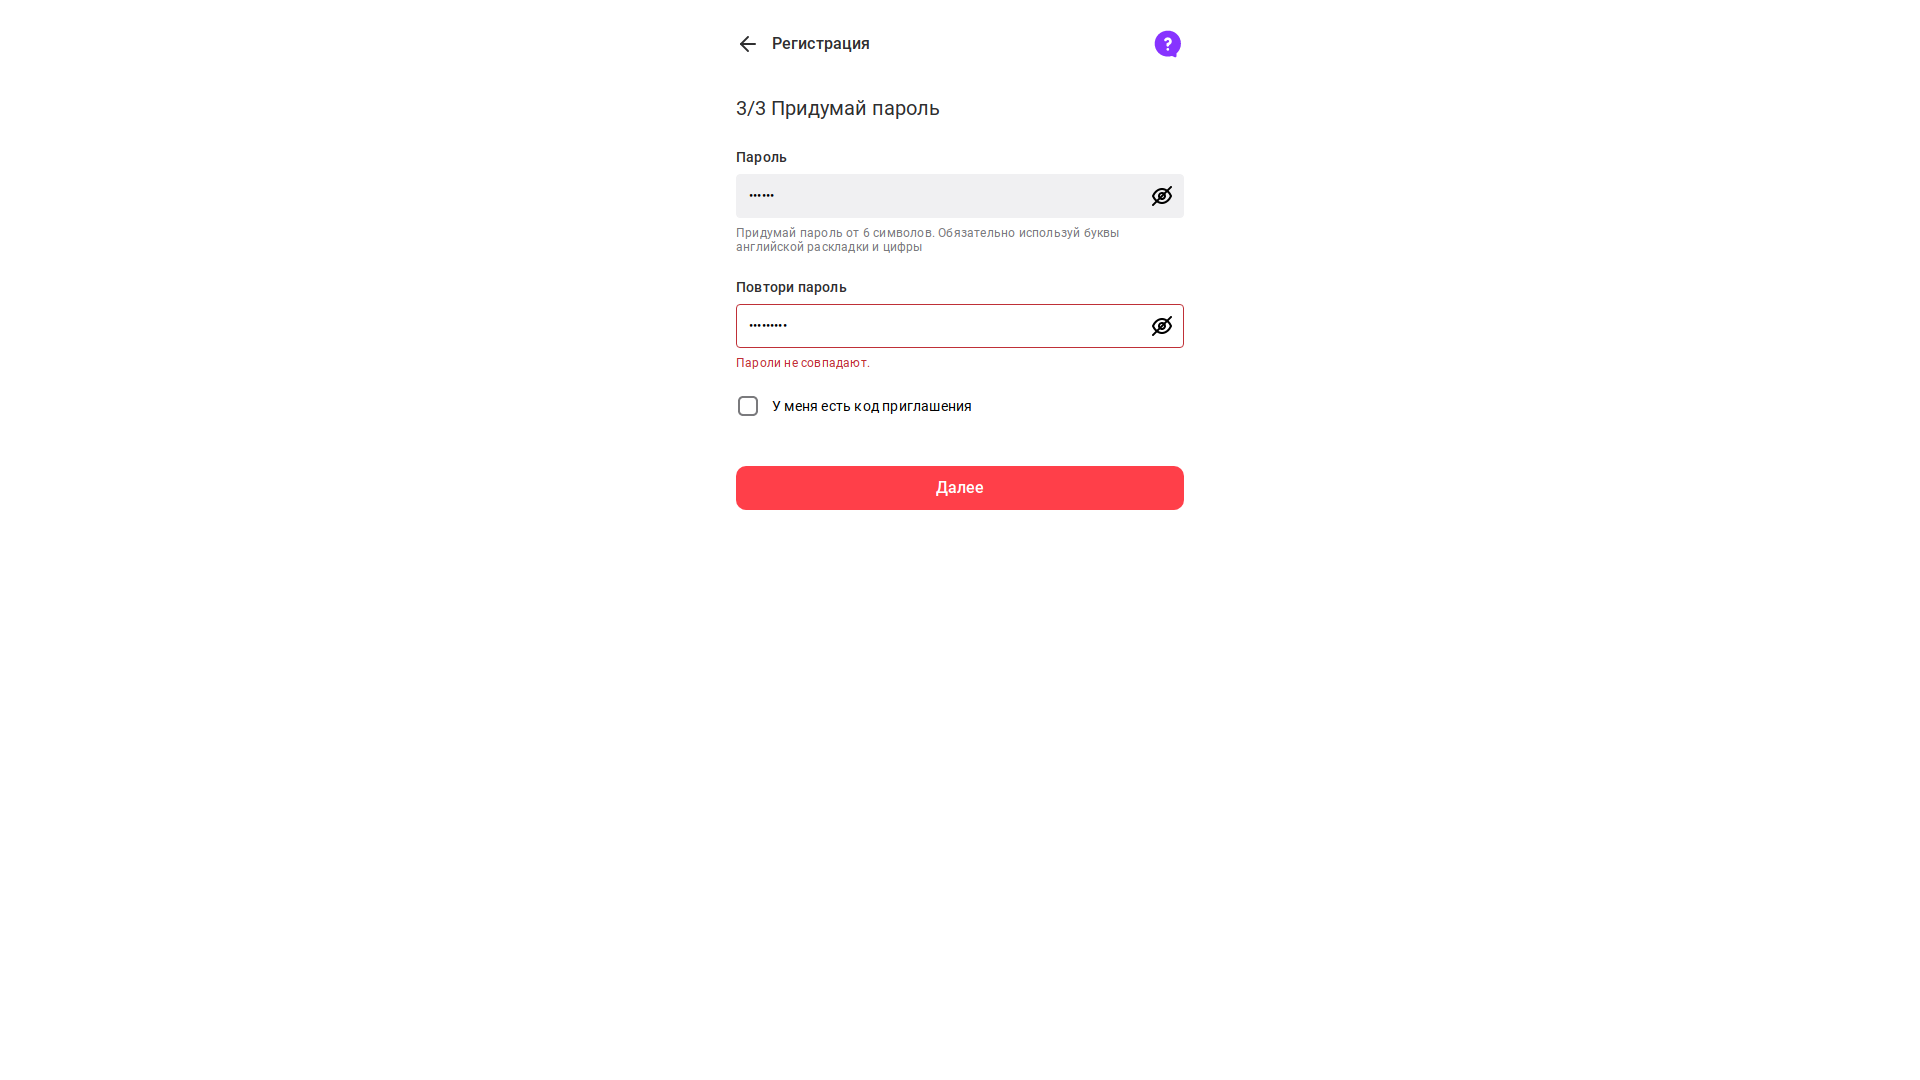 Регистрация
3/3 Придумай пароль
Пароль
••••••
Придумай пароль от 6 символов. Обязательно используй буквы
английской раскладки и цифры
Повтори пароль
•••••••••
Пароли не совпадают.
У меня есть код приглашения
Далее